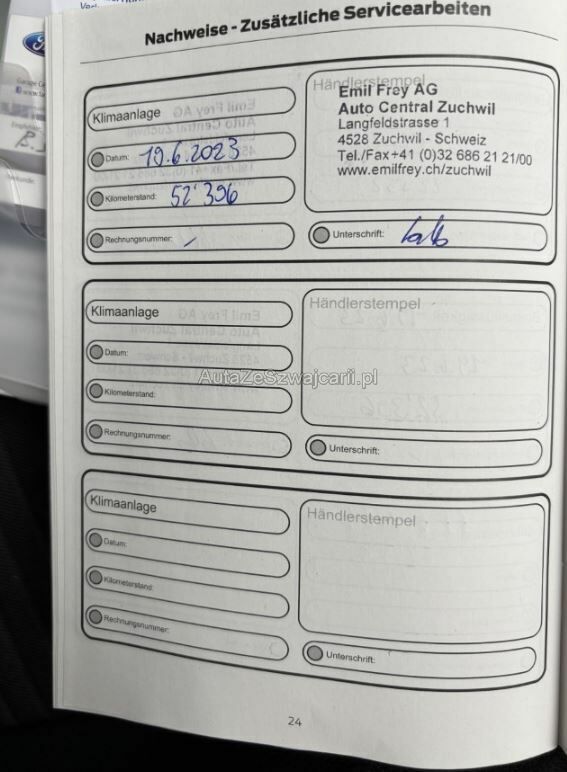 Ford
Nachweise - Zusätzliche Servicearbeiten
Klimaanlage
Datum: 19.6.2023
Kilometerstand: 52'396
Rechnungsnummer: /
Händlerstempel
Emil Frey AG
Auto Central Zuchwil
Langfeldstrasse 1
4528 Zuchwil - Schweiz
Tel./Fax+41 (0)32 686 21 21/00
www.emilfrey.ch/zuchwil
Unterschrift:
Klimaanlage
Datum:
Kilometerstand:
Rechnungsnummer:
Händlerstempel
Unterschrift:
AutaZeSzwajcarii.pl
Klimaanlage
Datum:
Kilometerstand:
Rechnungsnummer:
Händlerstempel
Unterschrift:
24